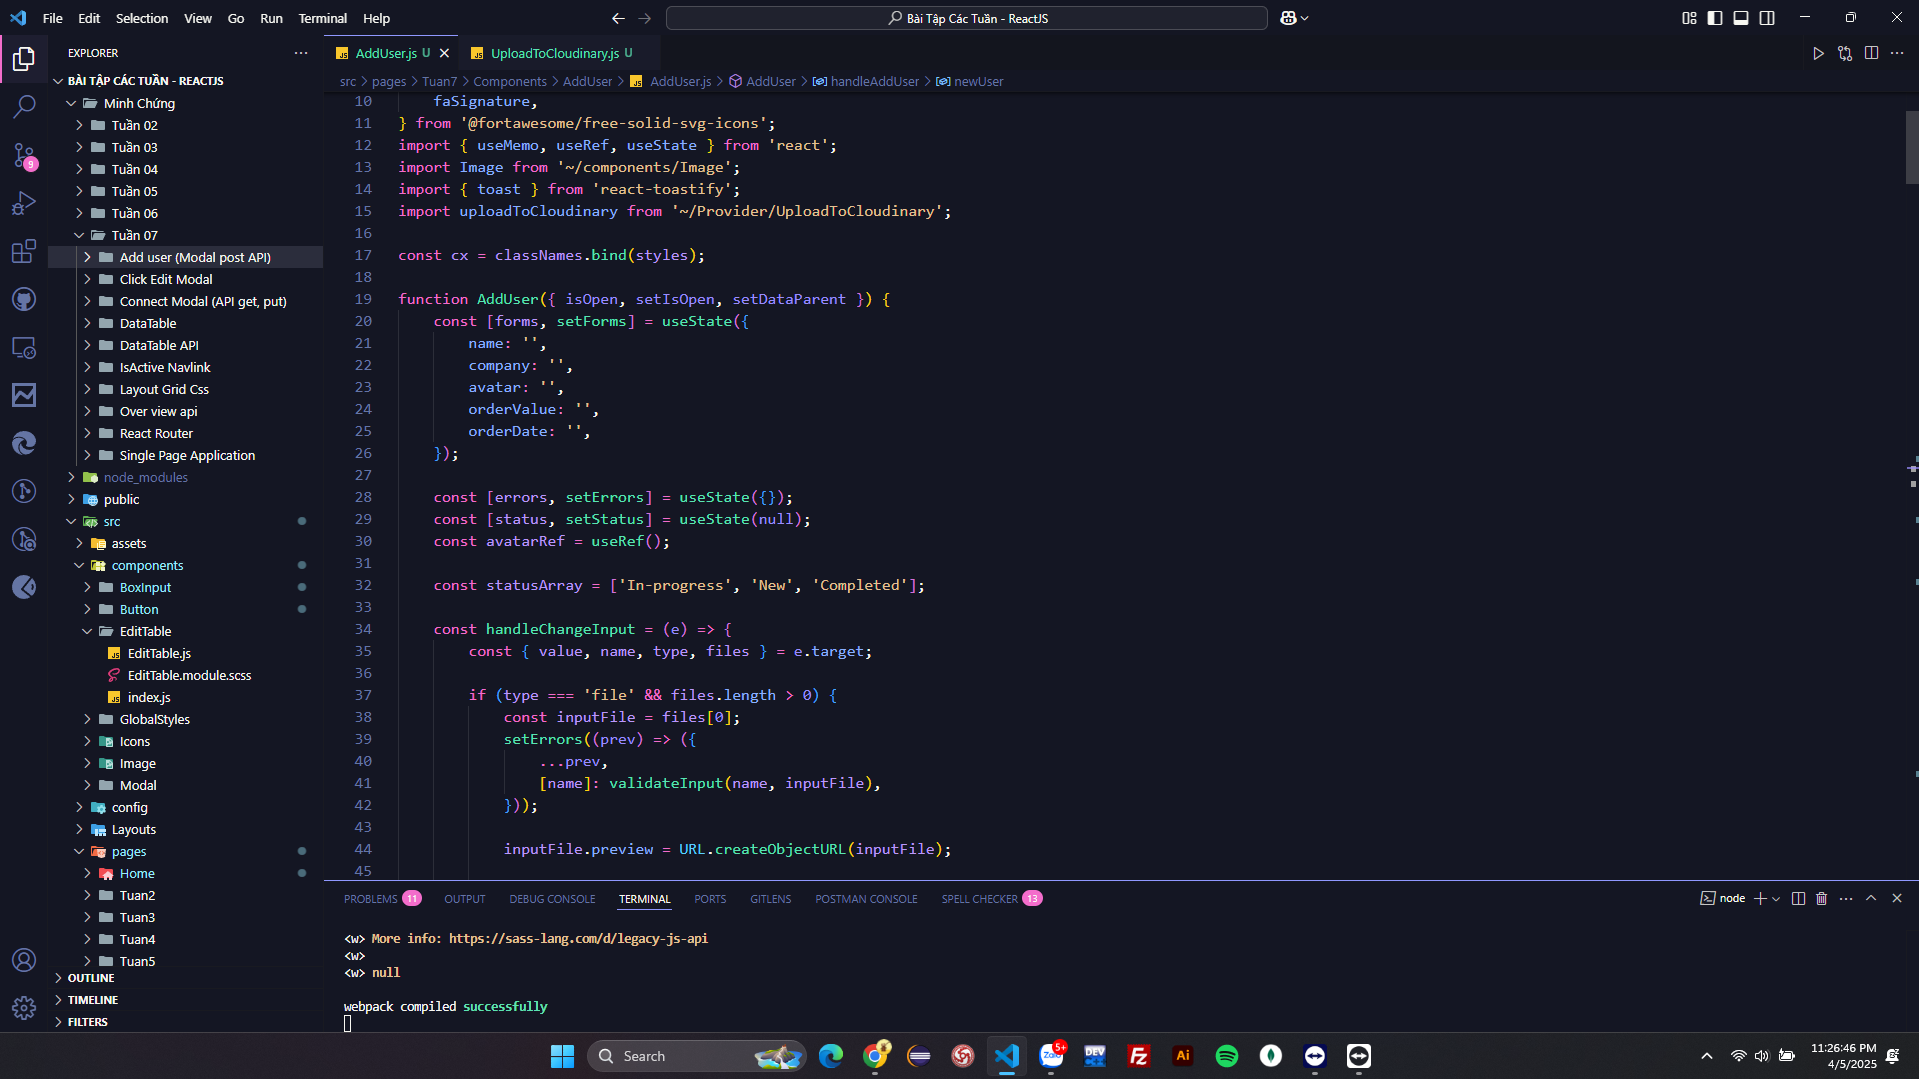 File Edit Selection View Go Run Terminal Help
Bài Tập Các Tuần - ReactJS
EXPLORER
BÀI TẬP CÁC TUẦN - REACTJS
Minh Chứng
Tuần 02
Tuần 03
Tuần 04
Tuần 05
Tuần 06
Tuần 07
Add user (Modal post API)
Click Edit Modal
Connect Modal (API get, put)
DataTable
DataTable API
IsActive Navlink
Layout Grid Css
Over view api
React Router
Single Page Application
node_modules
public
src
assets
components
BoxInput
Button
EditTable
EditTable.js
EditTable.module.scss
index.js
GlobalStyles
Icons
Image
Modal
config
Layouts
pages
Home
Tuan2
Tuan3
Tuan4
Tuan5
OUTLINE
TIMELINE
FILTERS
9
AddUser.js U
UploadToCloudinary.js U
src > pages > Tuan7 > Components > AddUser > AddUser.js > AddUser > handleAddUser > newUser
10 faSignature,
11 } from '@fortawesome/free-solid-svg-icons';
12 import { useMemo, useRef, useState } from 'react';
13 import Image from '~/components/Image';
14 import { toast } from 'react-toastify';
15 import uploadToCloudinary from '~/Provider/UploadToCloudinary';
16
17 const cx = classNames.bind(styles);
18
19 function AddUser({ isOpen, setIsOpen, setDataParent }) {
20 const [forms, setForms] = useState({
21 name: '',
22 company: '',
23 avatar: '',
24 orderValue: '',
25 orderDate: '',
26 });
27
28 const [errors, setErrors] = useState({});
29 const [status, setStatus] = useState(null);
30 const avatarRef = useRef();
31
32 const statusArray = ['In-progress', 'New', 'Completed'];
33
34 const handleChangeInput = (e) => {
35 const { value, name, type, files } = e.target;
36
37 if (type === 'file' && files.length > 0) {
38 const inputFile = files[0];
39 setErrors((prev) => ({
40 ...prev,
41 [name]: validateInput(name, inputFile),
42 }));
43
44 inputFile.preview = URL.createObjectURL(inputFile);
45
PROBLEMS 11 OUTPUT DEBUG CONSOLE TERMINAL PORTS GITLENS POSTMAN CONSOLE SPELL CHECKER 13
node
<w> More info: https://sass-lang.com/d/legacy-js-api
<w>
<w> null
webpack compiled successfully
Search
Zalo 5+
DEV
Fz
Ai
11:26:46 PM
4/5/2025